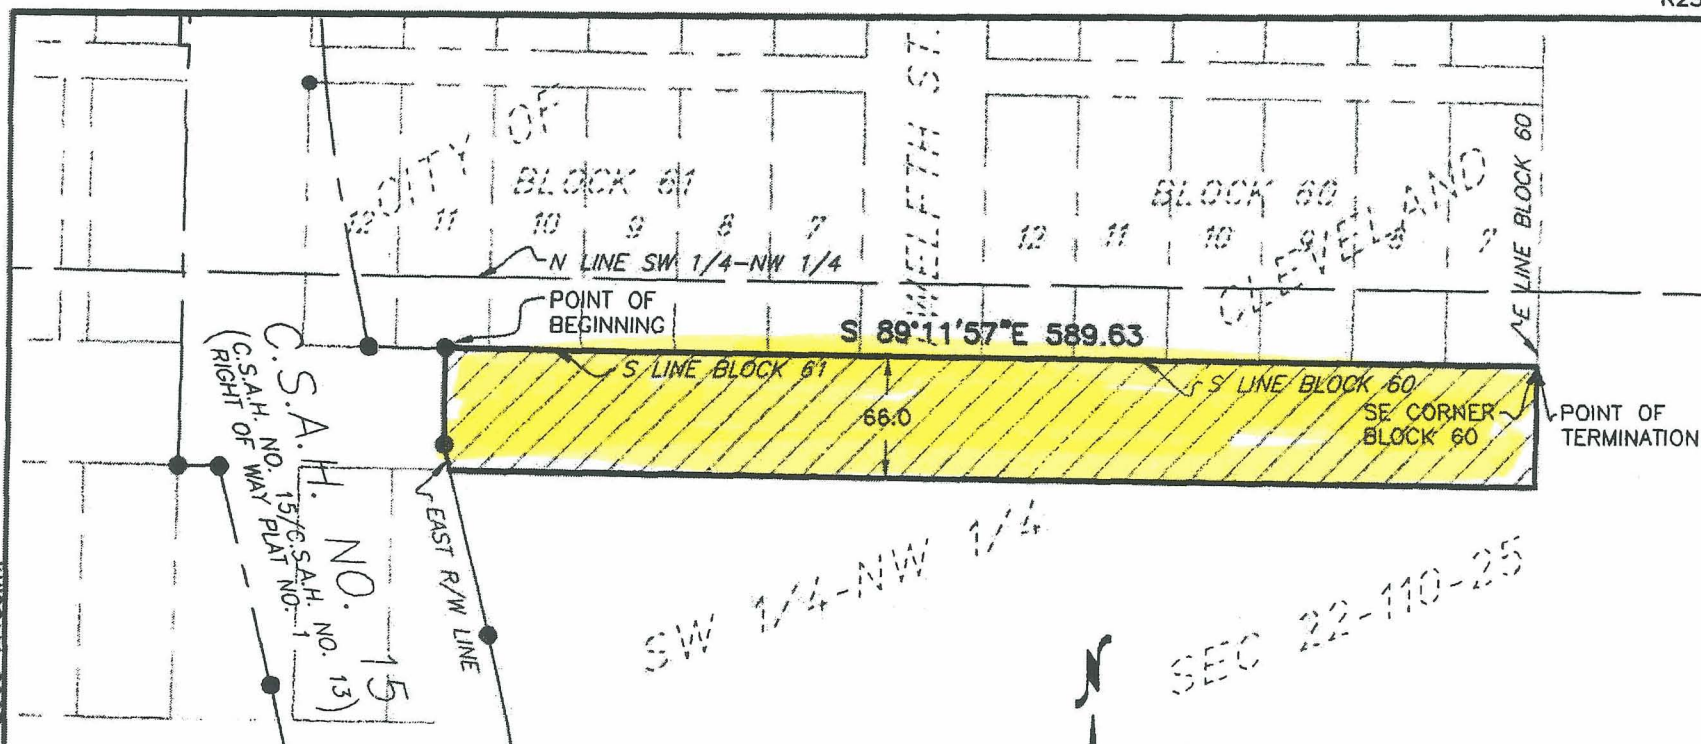 R25
CITY OF
CLEVELAND
BLOCK 61
12 11 10 9 8 7
TWELFTH ST.
BLOCK 60
12 11 10 9 8 7
E LINE BLOCK 60
N LINE SW 1/4-NW 1/4
POINT OF
BEGINNING
S 89°11'57"E 589.63
S LINE BLOCK 61
S LINE BLOCK 60
66.0
SE CORNER
BLOCK 60
POINT OF
TERMINATION
C.S.A.H. NO. 15
(C.S.A.H. NO. 15/C.S.A.H. NO. 13)
(RIGHT OF WAY PLAT NO. 1
EAST R/W LINE
SW 1/4-NW 1/4
SEC 22-110-25
N